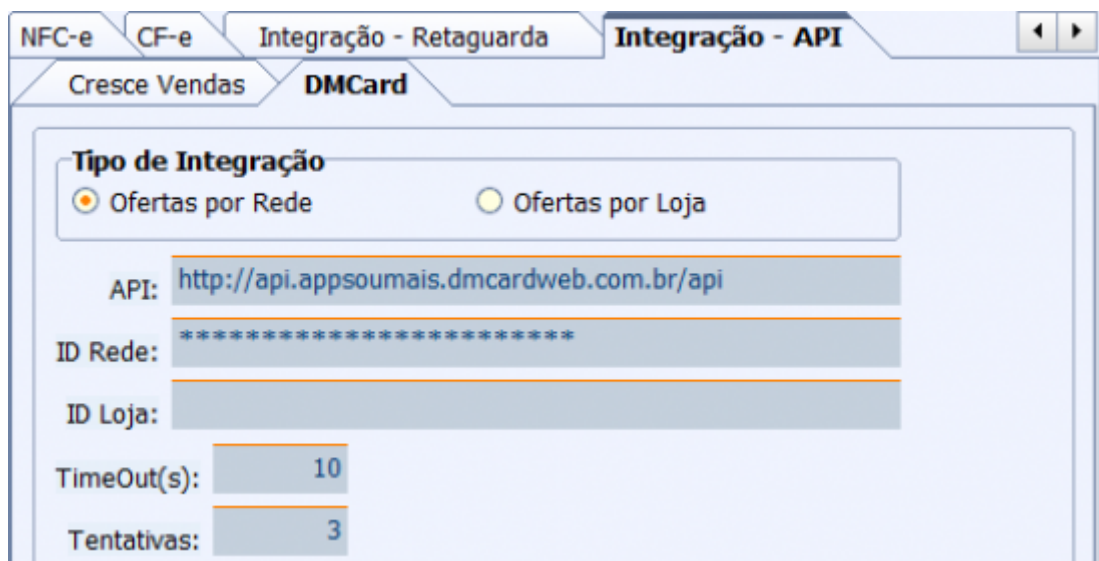 NFC-e CF-e Integração - Retaguarda Integração - API
Cresce Vendas DMCard
Tipo de Integração
Ofertas por Rede Ofertas por Loja
API: http://api.appsoumais.dmcardweb.com.br/api
ID Rede: ************************
ID Loja:
TimeOut(s): 10
Tentativas: 3